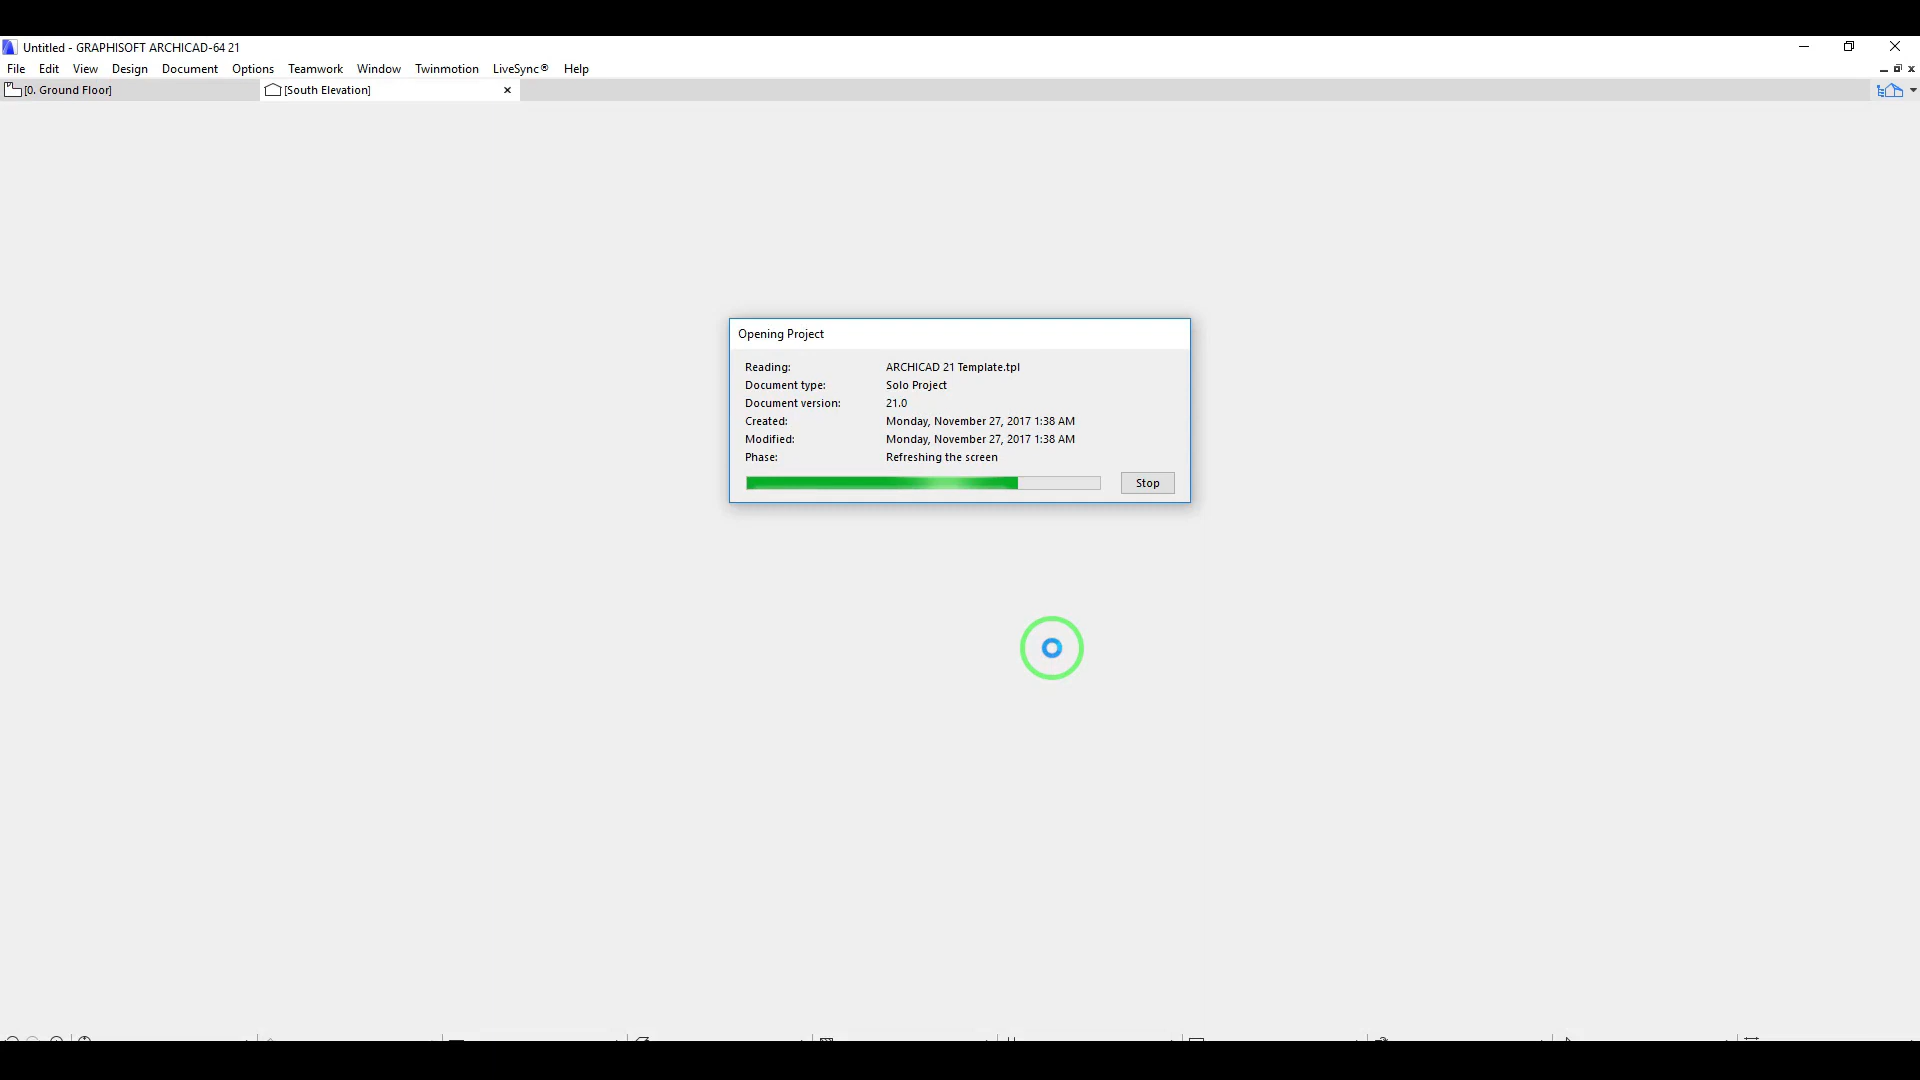 Untitled - GRAPHISOFT ARCHICAD-64 21
File Edit View Design Document Options Teamwork Window Twinmotion LiveSync® Help
[0. Ground Floor] [South Elevation]
Opening Project
Reading: ARCHICAD 21 Template.tpl
Document type: Solo Project
Document version: 21.0
Created: Monday, November 27, 2017 1:38 AM
Modified: Monday, November 27, 2017 1:38 AM
Phase: Refreshing the screen
Stop